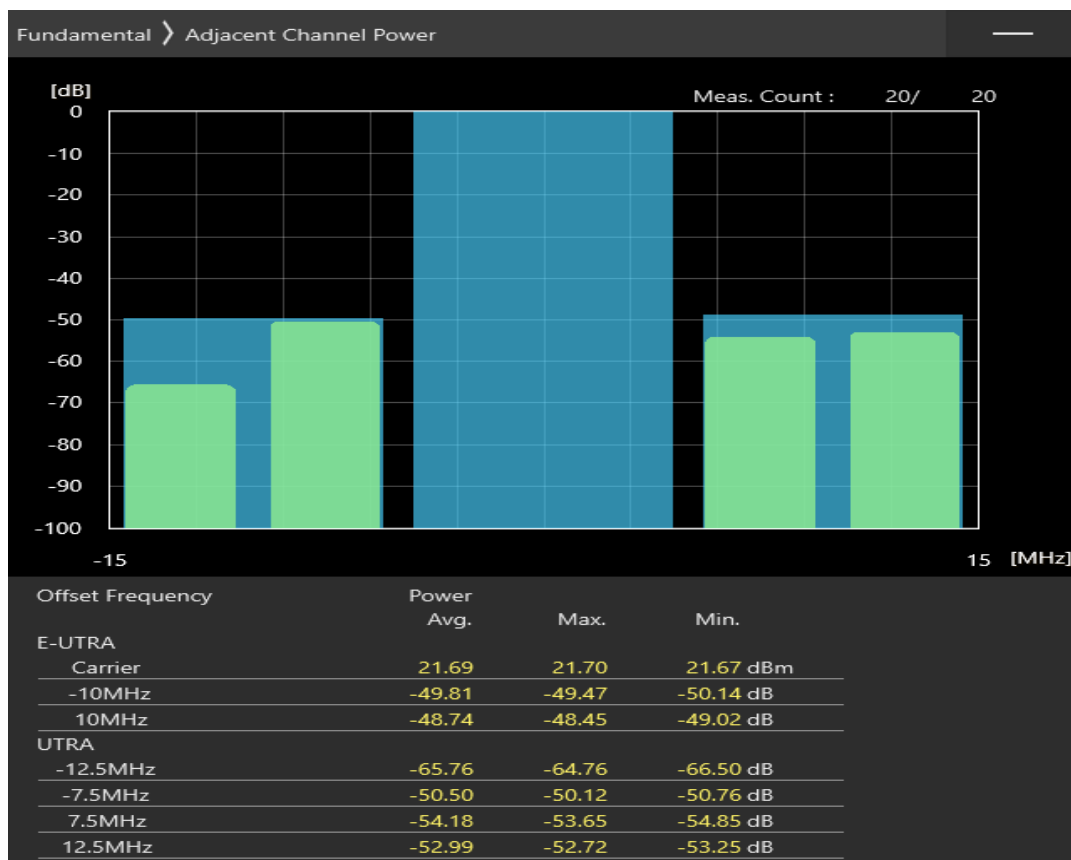 Fundamental ❯ Adjacent Channel Power
[dB]
Meas. Count : 20/ 20
0
-10
-20
-30
-40
-50
-60
-70
-80
-90
-100
-15 15 [MHz]
Offset Frequency Power
Avg. Max. Min.
E-UTRA
Carrier 21.69 21.70 21.67 dBm
-10MHz -49.81 -49.47 -50.14 dB
10MHz -48.74 -48.45 -49.02 dB
UTRA
-12.5MHz -65.76 -64.76 -66.50 dB
-7.5MHz -50.50 -50.12 -50.76 dB
7.5MHz -54.18 -53.65 -54.85 dB
12.5MHz -52.99 -52.72 -53.25 dB